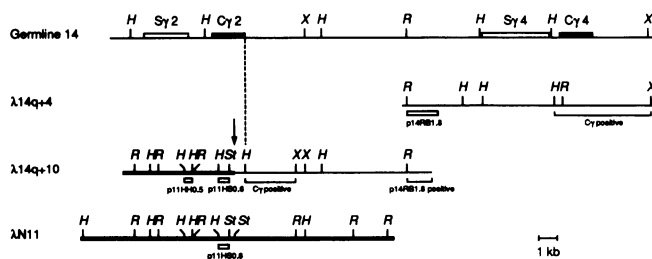 H Sγ2 H Cγ2 X H R H Sγ4 H Cγ4 X
Germline 14
R H H HR X
λ14q+4
p14RB1.8 Cγ positive
R HR H HR H St H XX H R
λ14q+10
p11HH0.5 p11HB0.8 Cγ positive p14RB1.8 positive
H R HR H HR H St St RH R R
λN11
p11HB0.8
1 kb